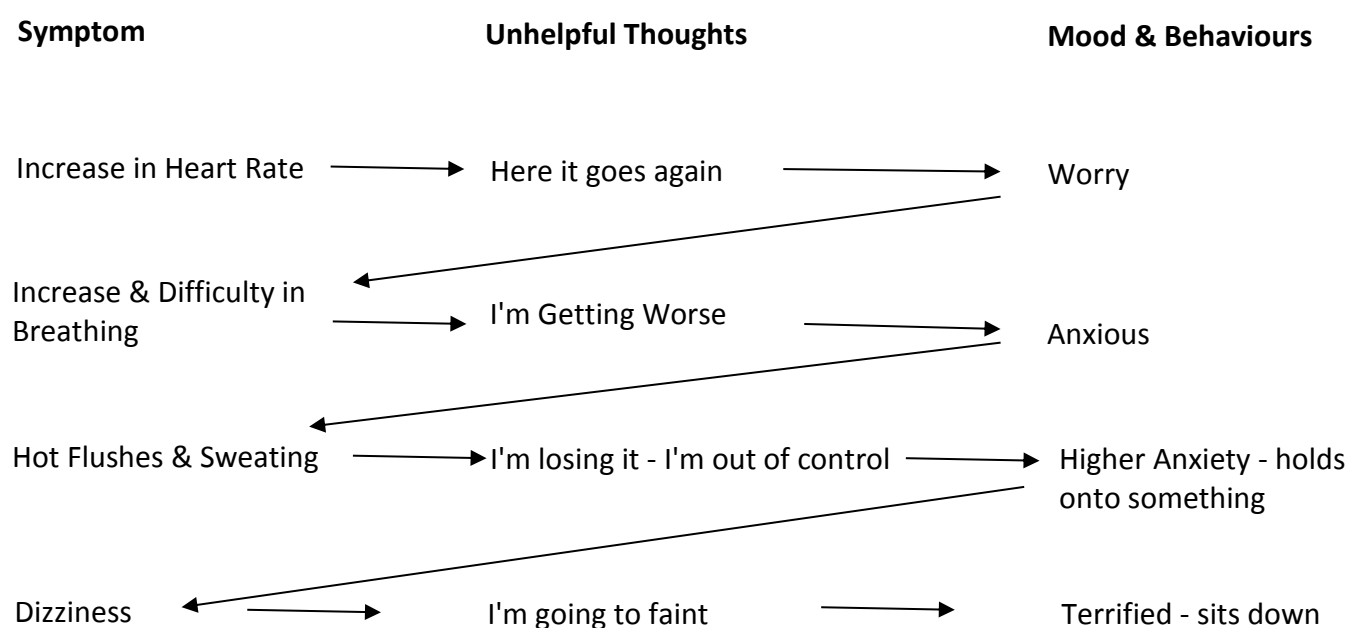 Symptom
Unhelpful Thoughts
Mood & Behaviours
Increase in Heart Rate
Here it goes again
Worry
Increase & Difficulty in
Breathing
I'm Getting Worse
Anxious
Hot Flushes & Sweating
I'm losing it - I'm out of control
Higher Anxiety - holds
onto something
Dizziness
I'm going to faint
Terrified - sits down